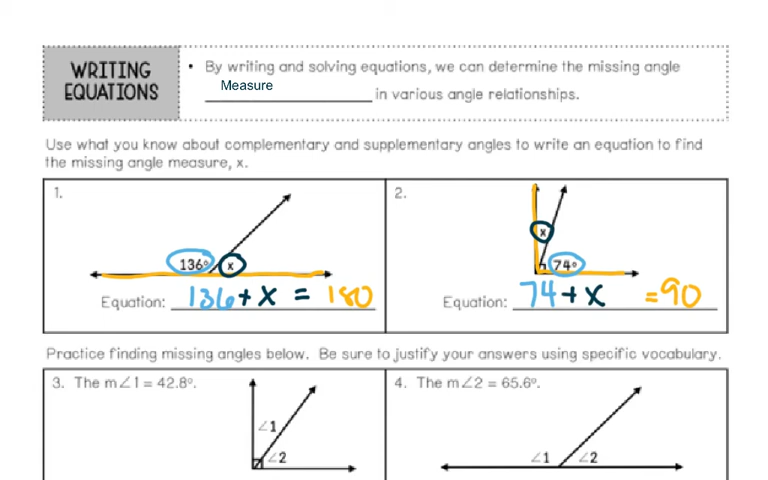 WRITING
EQUATIONS
• By writing and solving equations, we can determine the missing angle
Measure
____________________ in various angle relationships.
Use what you know about complementary and supplementary angles to write an equation to find
the missing angle measure, x.
1.
136° x
Equation: 136 + x = 180
2.
x
74°
Equation: 74 + x = 90
Practice finding missing angles below. Be sure to justify your answers using specific vocabulary.
3. The m∠1 = 42.8°.
∠1
∠2
4. The m∠2 = 65.6°.
∠1 ∠2